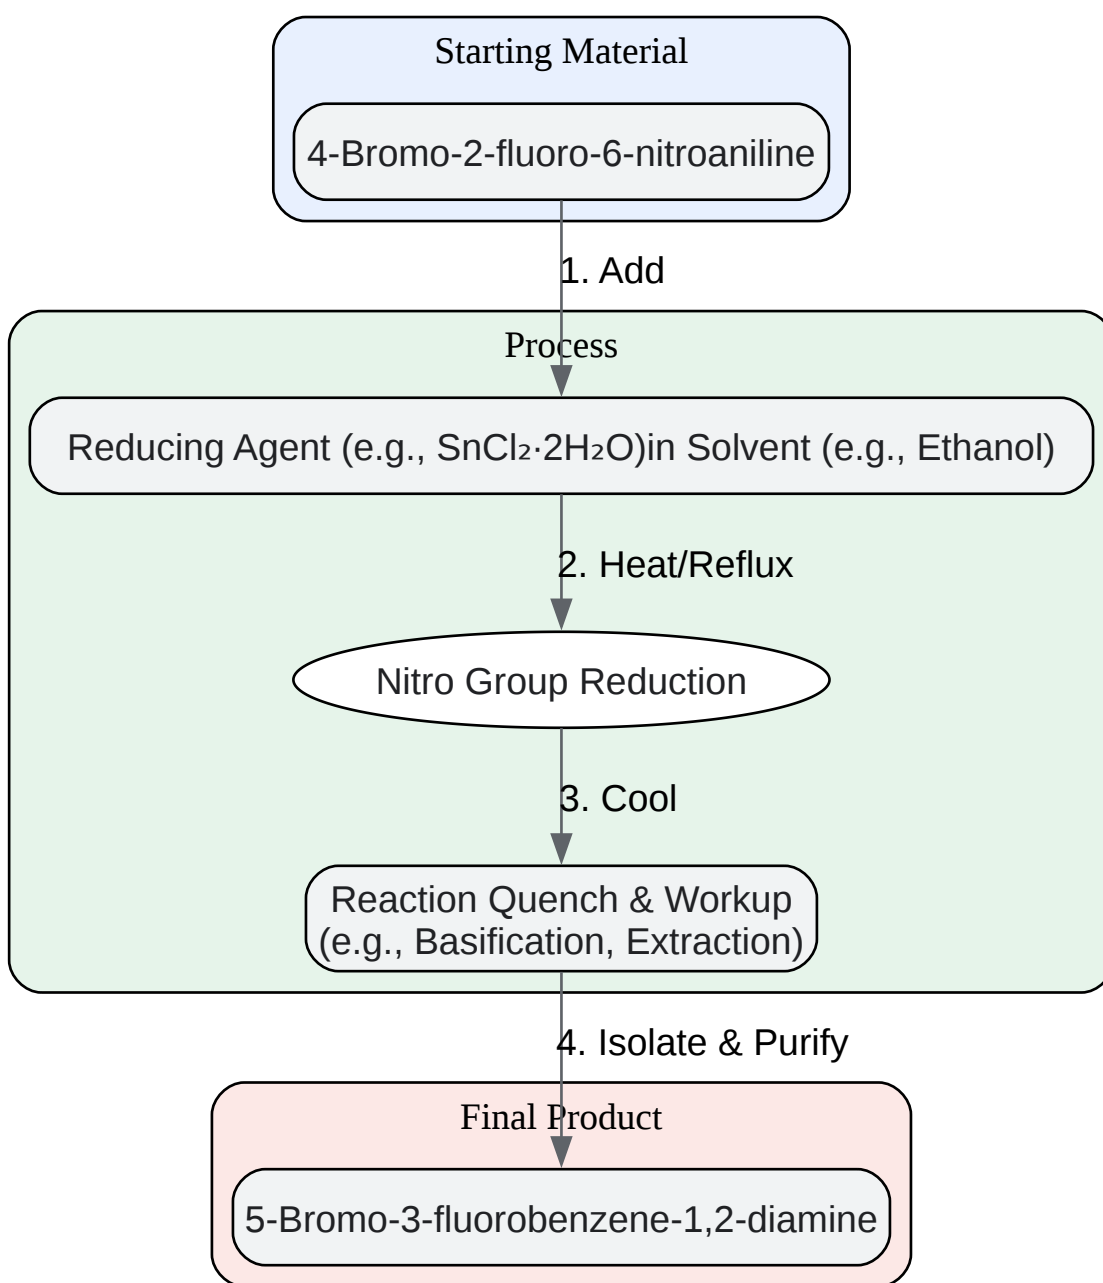 Starting Material
4-Bromo-2-fluoro-6-nitroaniline
1. Add
Process
Reducing Agent (e.g., SnCl₂·2H₂O)in Solvent (e.g., Ethanol)
2. Heat/Reflux
Nitro Group Reduction
3. Cool
Reaction Quench & Workup
(e.g., Basification, Extraction)
4. Isolate & Purify
Final Product
5-Bromo-3-fluorobenzene-1,2-diamine